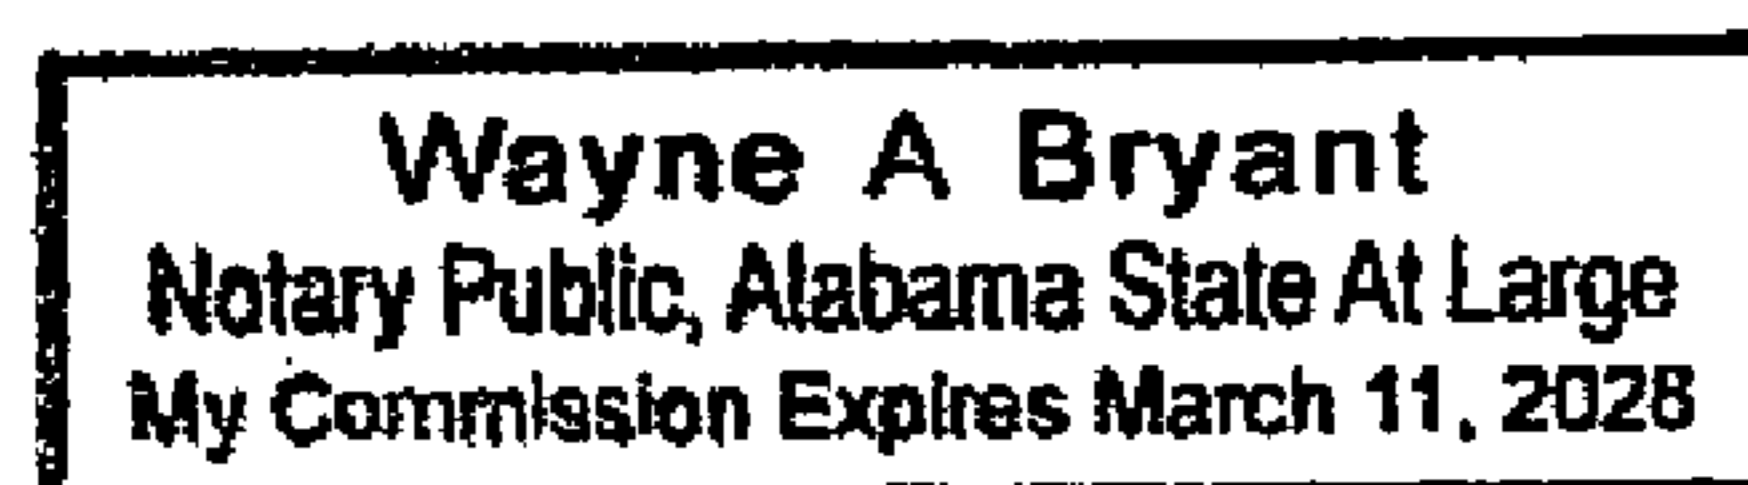 Wayne A Bryant
Notary Public, Alabama State At Large
My Commission Expires March 11, 2028